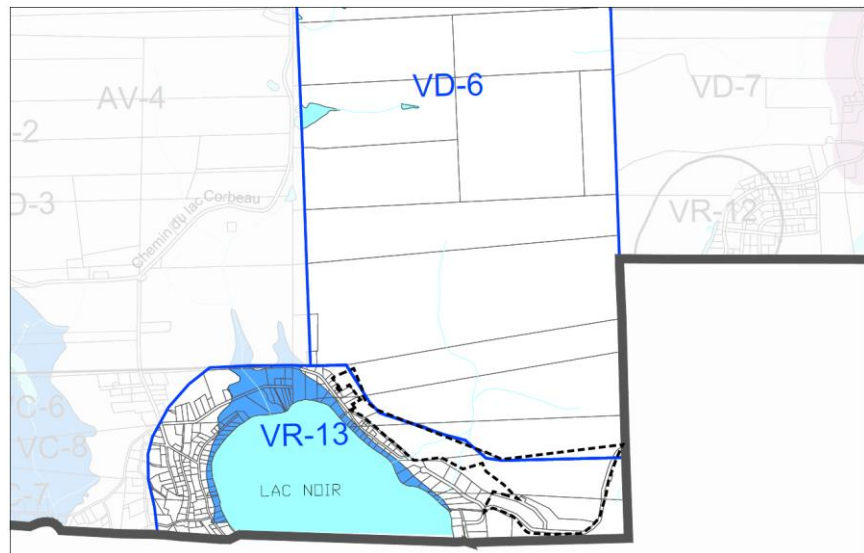 VD-6
VD-7
AV-4
-2
D-3
Chemin du lac Corbeau
VR-12
C-6
VR-13
VC-8
C-7
LAC NOIR